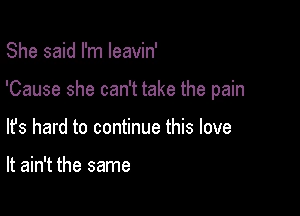 She said I'm leavin'
'Cause she can't take the pain
It's hard to continue this love
It ain't the same